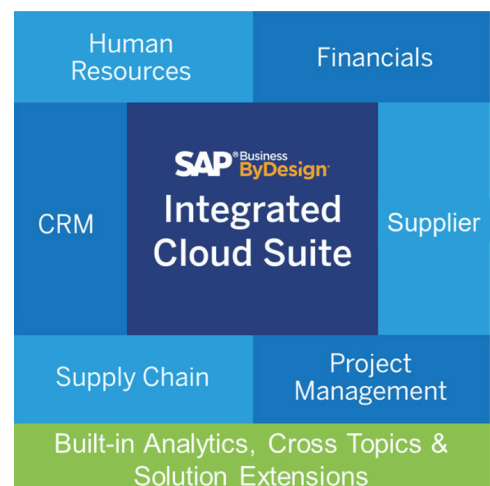 Human
Resources
Financials
SAP® Business
ByDesign
Integrated
Cloud Suite
CRM
Supplier
Supply Chain
Project
Management
Built-in Analytics, Cross Topics &
Solution Extensions